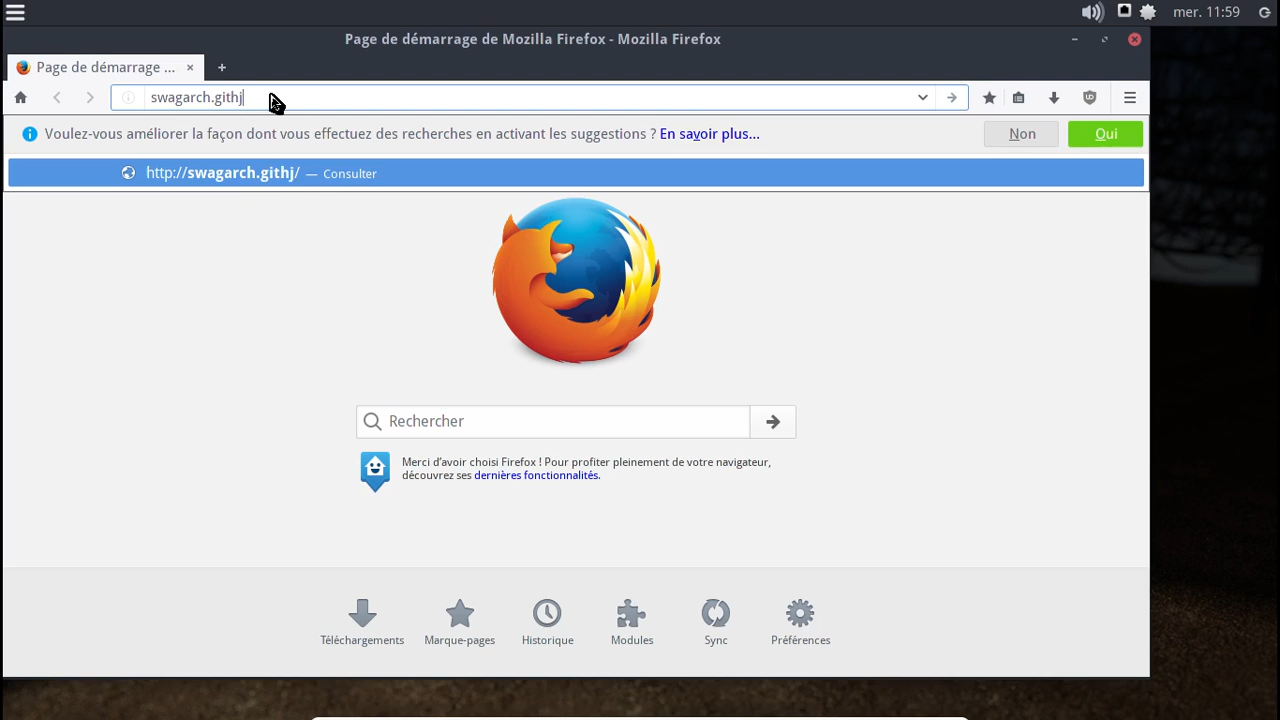 mer. 11:59
Page de démarrage de Mozilla Firefox - Mozilla Firefox
Page de démarrage ...
swagarch.githj
Voulez-vous améliorer la façon dont vous effectuez des recherches en activant les suggestions ? En savoir plus... Non Oui
http://swagarch.githj/ — Consulter
Rechercher
Merci d'avoir choisi Firefox ! Pour profiter pleinement de votre navigateur,
découvrez ses dernières fonctionnalités.
Téléchargements Marque-pages Historique Modules Sync Préférences